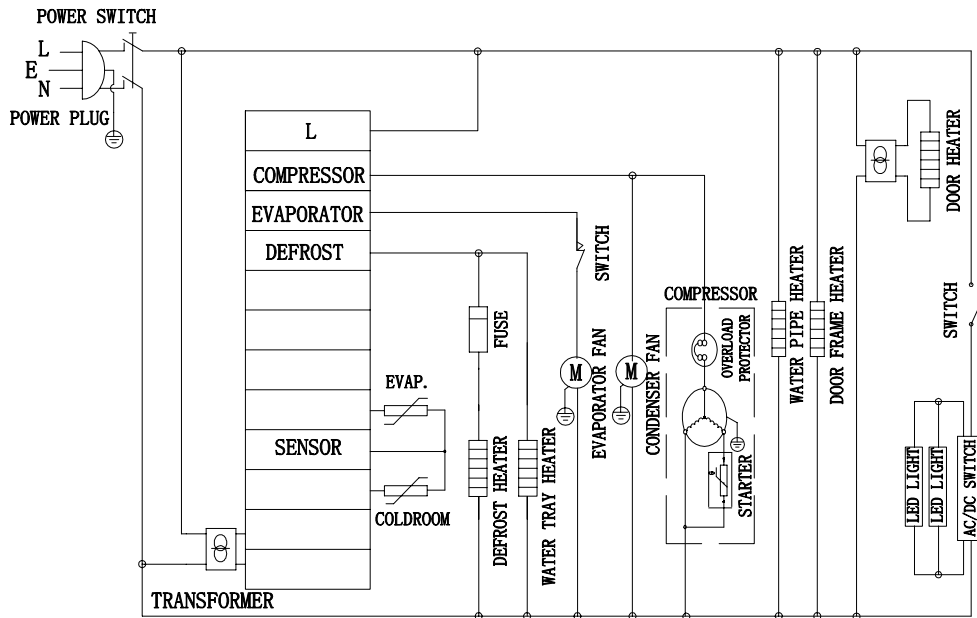 POWER SWITCH
L
E
N
POWER PLUG
L
COMPRESSOR
EVAPORATOR
DEFROST
SENSOR
EVAP.
COLDROOM
TRANSFORMER
FUSE
DEFROST HEATER
WATER TRAY HEATER
SWITCH
M
EVAPORATOR FAN
M
CONDENSER FAN
COMPRESSOR
OVERLOAD
PROTECTOR
θ
STARTER
WATER PIPE HEATER
DOOR FRAME HEATER
DOOR HEATER
SWITCH
LED LIGHT
LED LIGHT
AC/DC SWITCH